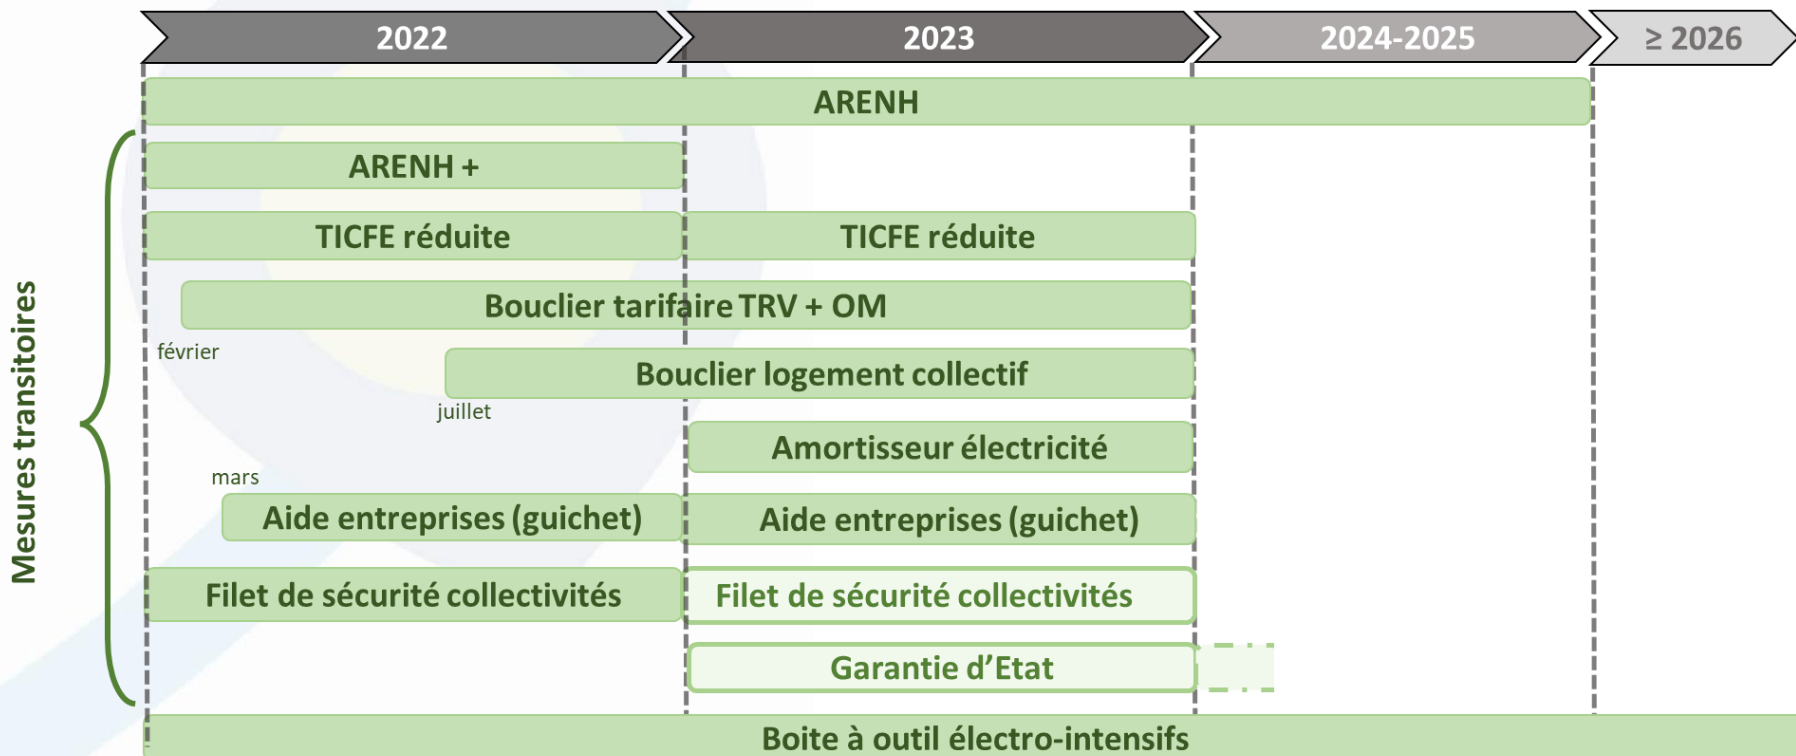 2022
2023
2024-2025
≥ 2026
ARENH
Mesures transitoires
ARENH +
TICFE réduite
TICFE réduite
Bouclier tarifaire TRV + OM
février
Bouclier logement collectif
juillet
Amortisseur électricité
mars
Aide entreprises (guichet)
Aide entreprises (guichet)
Filet de sécurité collectivités
Filet de sécurité collectivités
Garantie d'Etat
Boite à outil électro-intensifs